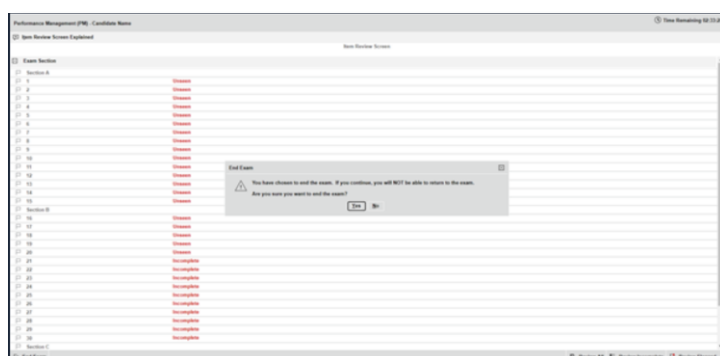 Performance Management (PM) - Candidate Name
Time Remaining
Item Review Screen Explained
Item Review Screen
Exam Section
Section A
1 Unseen
2 Unseen
3 Unseen
4 Unseen
5 Unseen
6 Unseen
7 Unseen
8 Unseen
9 Unseen
10 Unseen
11 Unseen
12 Unseen
13 Unseen
14 Unseen
15 Unseen
Section B
16 Unseen
17 Unseen
18 Unseen
19 Unseen
20 Unseen
21 Incomplete
22 Incomplete
23 Incomplete
24 Incomplete
25 Incomplete
26 Incomplete
27 Incomplete
28 Incomplete
29 Incomplete
30 Incomplete
Section C
End Exam
You have chosen to end the exam. If you continue, you will NOT be able to return to the exam.
Are you sure you want to end the exam?
Yes No